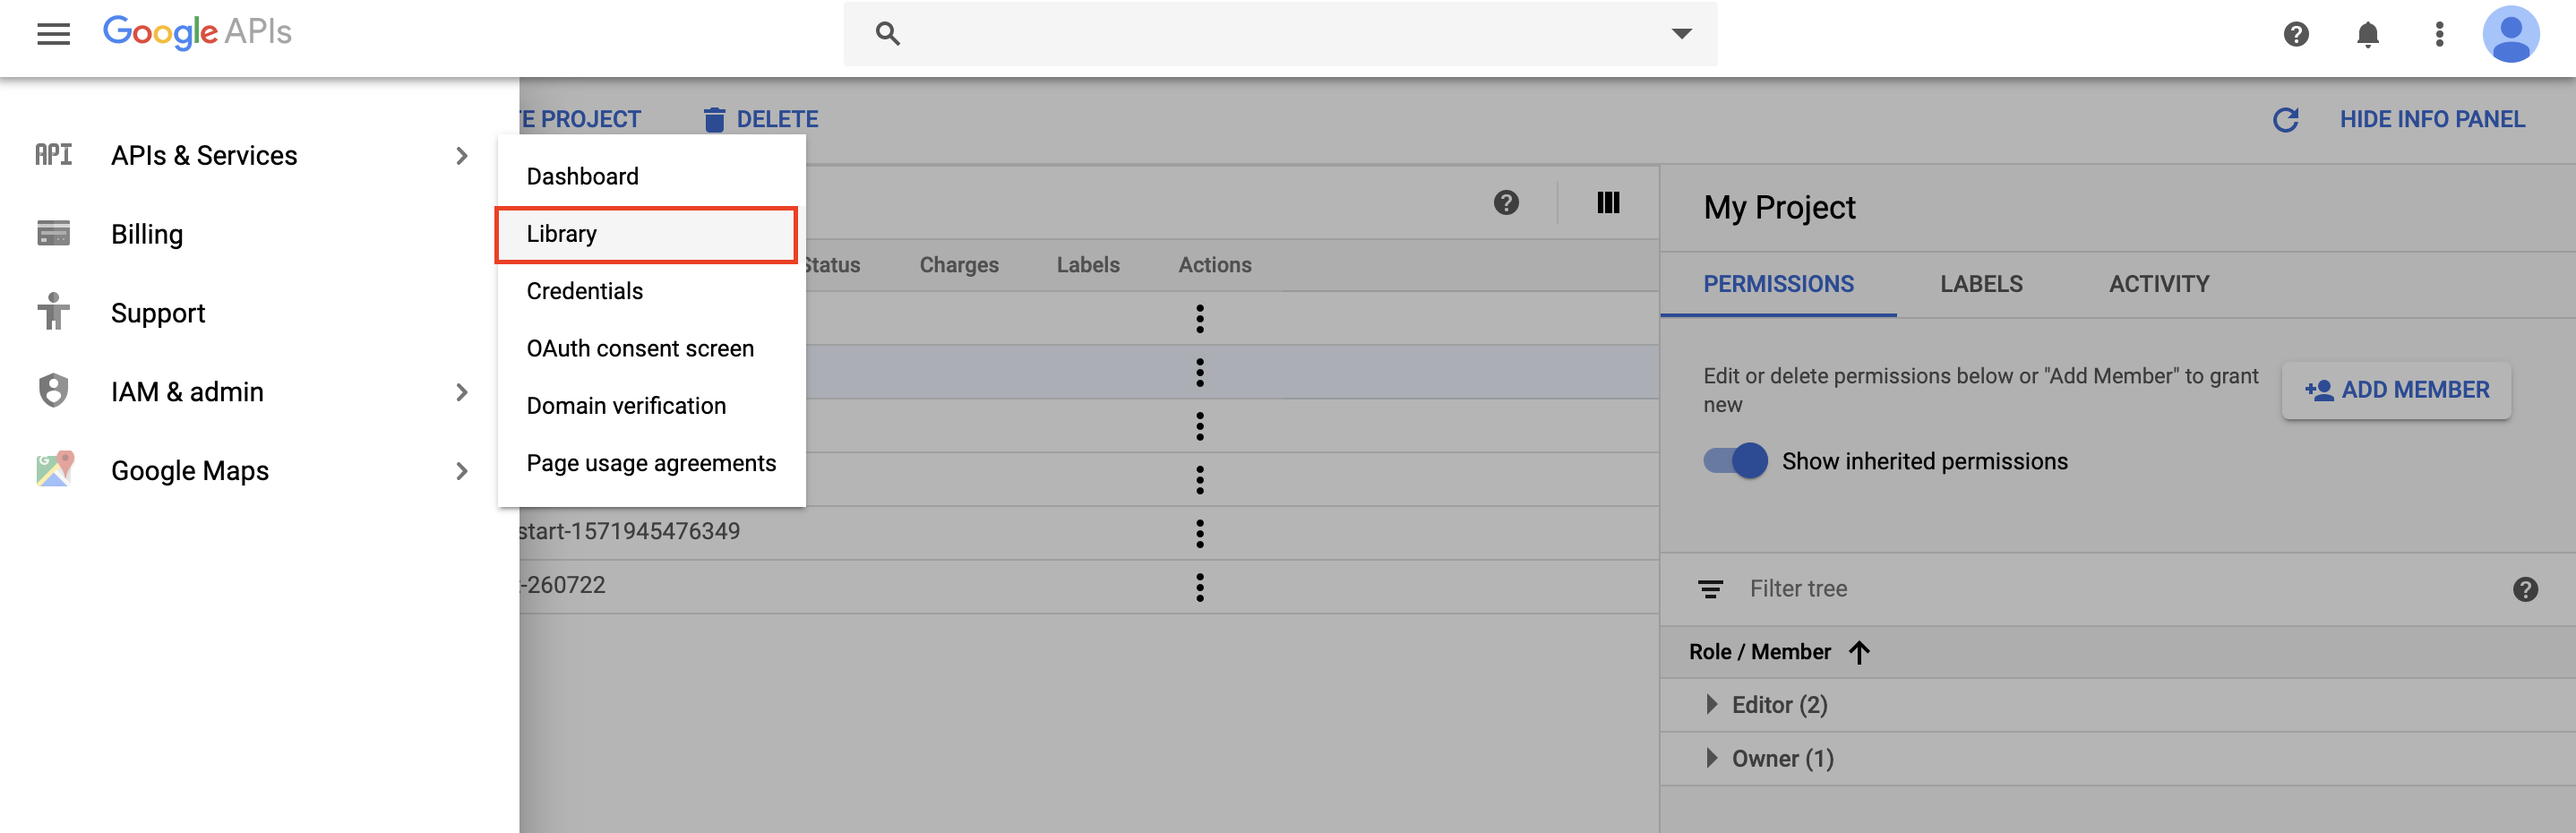 Google APIs
E PROJECT
DELETE
HIDE INFO PANEL
API
APIs & Services
Billing
Support
IAM & admin
Google Maps
Dashboard
Library
Credentials
OAuth consent screen
Domain verification
Page usage agreements
Status
Charges
Labels
Actions
start-1571945476349
-260722
My Project
PERMISSIONS
LABELS
ACTIVITY
Edit or delete permissions below or "Add Member" to grant
new
ADD MEMBER
Show inherited permissions
Filter tree
Role / Member
Editor (2)
Owner (1)